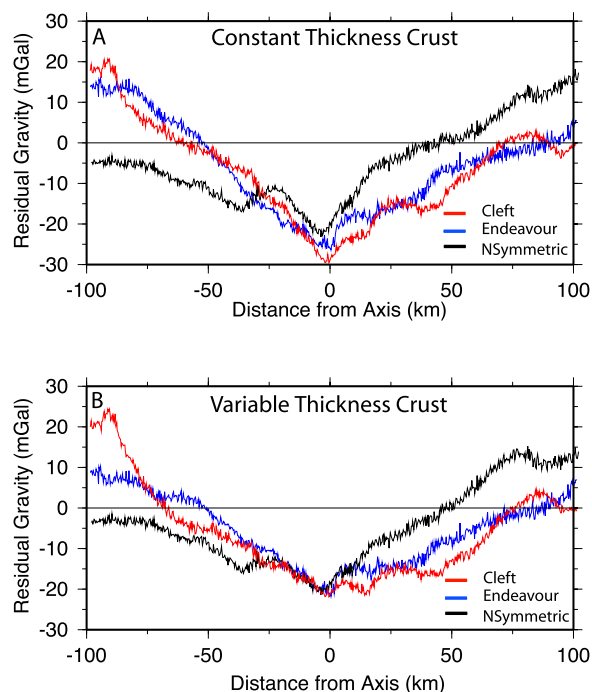 A
Constant Thickness Crust
Residual Gravity (mGal)
30
20
10
0
-10
-20
-30
Cleft
Endeavour
NSymmetric
-100
-50
0
50
100
Distance from Axis (km)
B
Variable Thickness Crust
Residual Gravity (mGal)
30
20
10
0
-10
-20
-30
Cleft
Endeavour
NSymmetric
-100
-50
0
50
100
Distance from Axis (km)